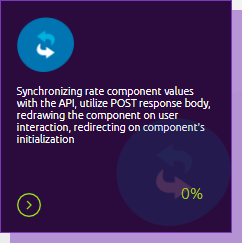 Synchronizing rate component values
with the API, utilize POST response body,
redrawing the component on user
interaction, redirecting on component's
initialization
0%